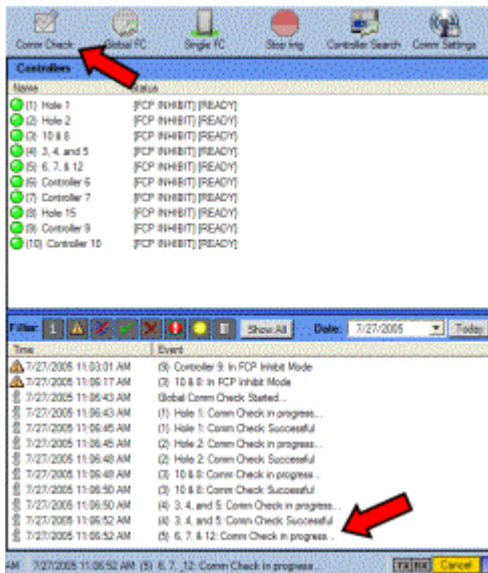 Comm Check Global FC Single FC Stop Irrig Controller Search Comm Settings
Controllers
Name Status
(1) Hole 1 [FCP INHIBIT] [READY]
(2) Hole 2 [FCP INHIBIT] [READY]
(3) 10 & 8 [FCP INHIBIT] [READY]
(4) 3, 4, and 5 [FCP INHIBIT] [READY]
(5) 6, 7, & 12 [FCP INHIBIT] [READY]
(6) Controller 6 [FCP INHIBIT] [READY]
(7) Controller 7 [FCP INHIBIT] [READY]
(8) Hole 15 [FCP INHIBIT] [READY]
(9) Controller 9 [FCP INHIBIT] [READY]
(10) Controller 10 [FCP INHIBIT] [READY]
Filter: Show All Date: 7/27/2005 Today
Time Event
7/27/2005 11:03:01 AM (9) Controller 9: In FCP Inhibit Mode
7/27/2005 11:06:17 AM (3) 10 & 8: In FCP Inhibit Mode
7/27/2005 11:06:43 AM Global Comm Check Started...
7/27/2005 11:06:43 AM (1) Hole 1: Comm Check in progress...
7/27/2005 11:06:45 AM (1) Hole 1: Comm Check Successful
7/27/2005 11:06:45 AM (2) Hole 2: Comm Check in progress...
7/27/2005 11:06:48 AM (2) Hole 2: Comm Check Successful
7/27/2005 11:06:48 AM (3) 10 & 8: Comm Check in progress...
7/27/2005 11:06:50 AM (3) 10 & 8: Comm Check Successful
7/27/2005 11:06:50 AM (4) 3, 4, and 5: Comm Check in progress...
7/27/2005 11:06:52 AM (4) 3, 4, and 5: Comm Check Successful
7/27/2005 11:06:52 AM (5) 6, 7, & 12: Comm Check in progress...
AM 7/27/2005 11:06:52 AM (5) 6, 7, _12: Comm Check in progress TX RX Cancel